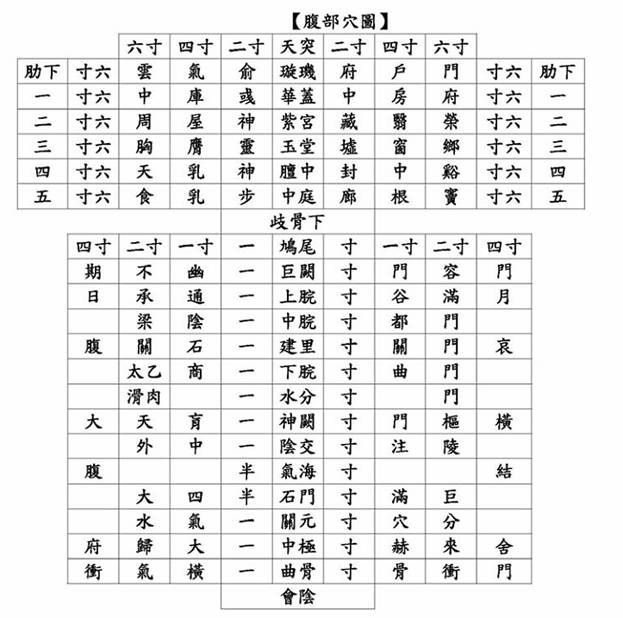 【腹部穴圖】
六寸 四寸 二寸 天突 二寸 四寸 六寸
肋下 寸六 雲 氣 俞 璇璣 府 戶 門 寸六 肋下
一 寸六 中 庫 彧 華蓋 中 房 府 寸六 一
二 寸六 周 屋 神 紫宮 藏 翳 榮 寸六 二
三 寸六 胸 膺 靈 玉堂 墟 窗 鄉 寸六 三
四 寸六 天 乳 神 膻中 封 中 谿 寸六 四
五 寸六 食 乳 步 中庭 廊 根 竇 寸六 五
歧骨下
四寸 二寸 一寸 一 鳩尾 寸 一寸 二寸 四寸
期 不 幽 一 巨闕 寸 門 容 門
日 承 通 一 上脘 寸 谷 滿 月
梁 陰 一 中脘 寸 都 門
腹 關 石 一 建里 寸 關 門 哀
太乙 商 一 下脘 寸 曲 門
滑肉 一 水分 寸 門
大 天 肓 一 神闕 寸 門 樞 橫
外 中 一 陰交 寸 注 陵
腹 半 氣海 寸 結
大 四 半 石門 寸 滿 巨
水 氣 一 關元 寸 穴 分
府 歸 大 一 中極 寸 赫 來 舍
衝 氣 橫 一 曲骨 寸 骨 衝 門
會陰